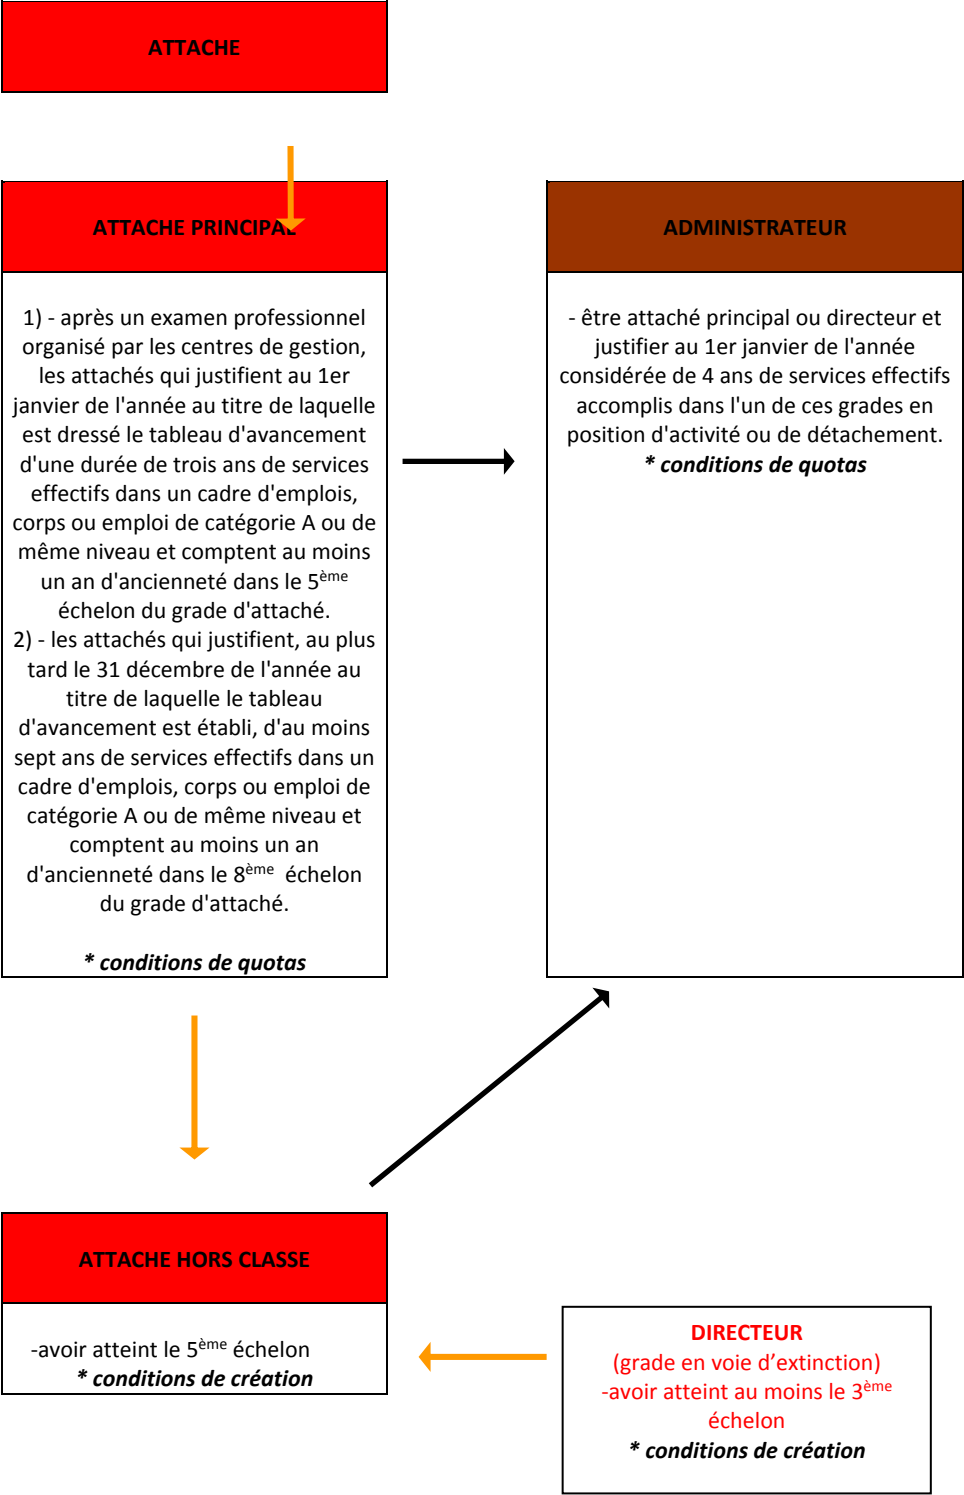 ATTACHE
ATTACHE PRINCIPAL
1) - après un examen professionnel
organisé par les centres de gestion,
les attachés qui justifient au 1er
janvier de l'année au titre de laquelle
est dressé le tableau d'avancement
d'une durée de trois ans de services
effectifs dans un cadre d'emplois,
corps ou emploi de catégorie A ou de
même niveau et comptent au moins
un an d'ancienneté dans le 5ème
échelon du grade d'attaché.
2) - les attachés qui justifient, au plus
tard le 31 décembre de l'année au
titre de laquelle le tableau
d'avancement est établi, d'au moins
sept ans de services effectifs dans un
cadre d'emplois, corps ou emploi de
catégorie A ou de même niveau et
comptent au moins un an
d'ancienneté dans le 8ème échelon
du grade d'attaché.
* conditions de quotas
ADMINISTRATEUR
- être attaché principal ou directeur et
justifier au 1er janvier de l'année
considérée de 4 ans de services effectifs
accomplis dans l'un de ces grades en
position d'activité ou de détachement.
* conditions de quotas
ATTACHE HORS CLASSE
-avoir atteint le 5ème échelon
* conditions de création
DIRECTEUR
(grade en voie d’extinction)
-avoir atteint au moins le 3ème
échelon
* conditions de création